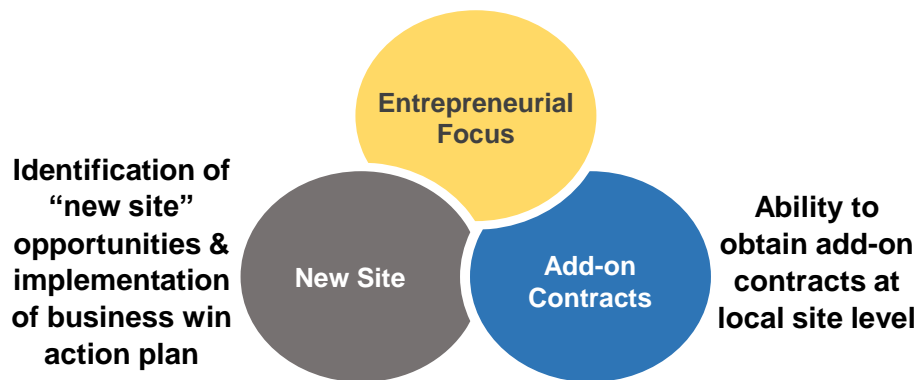 Entrepreneurial
Focus
Identification of
“new site”
opportunities &
implementation
of business win
action plan
New Site
Add-on
Contracts
Ability to
obtain add-on
contracts at
local site level